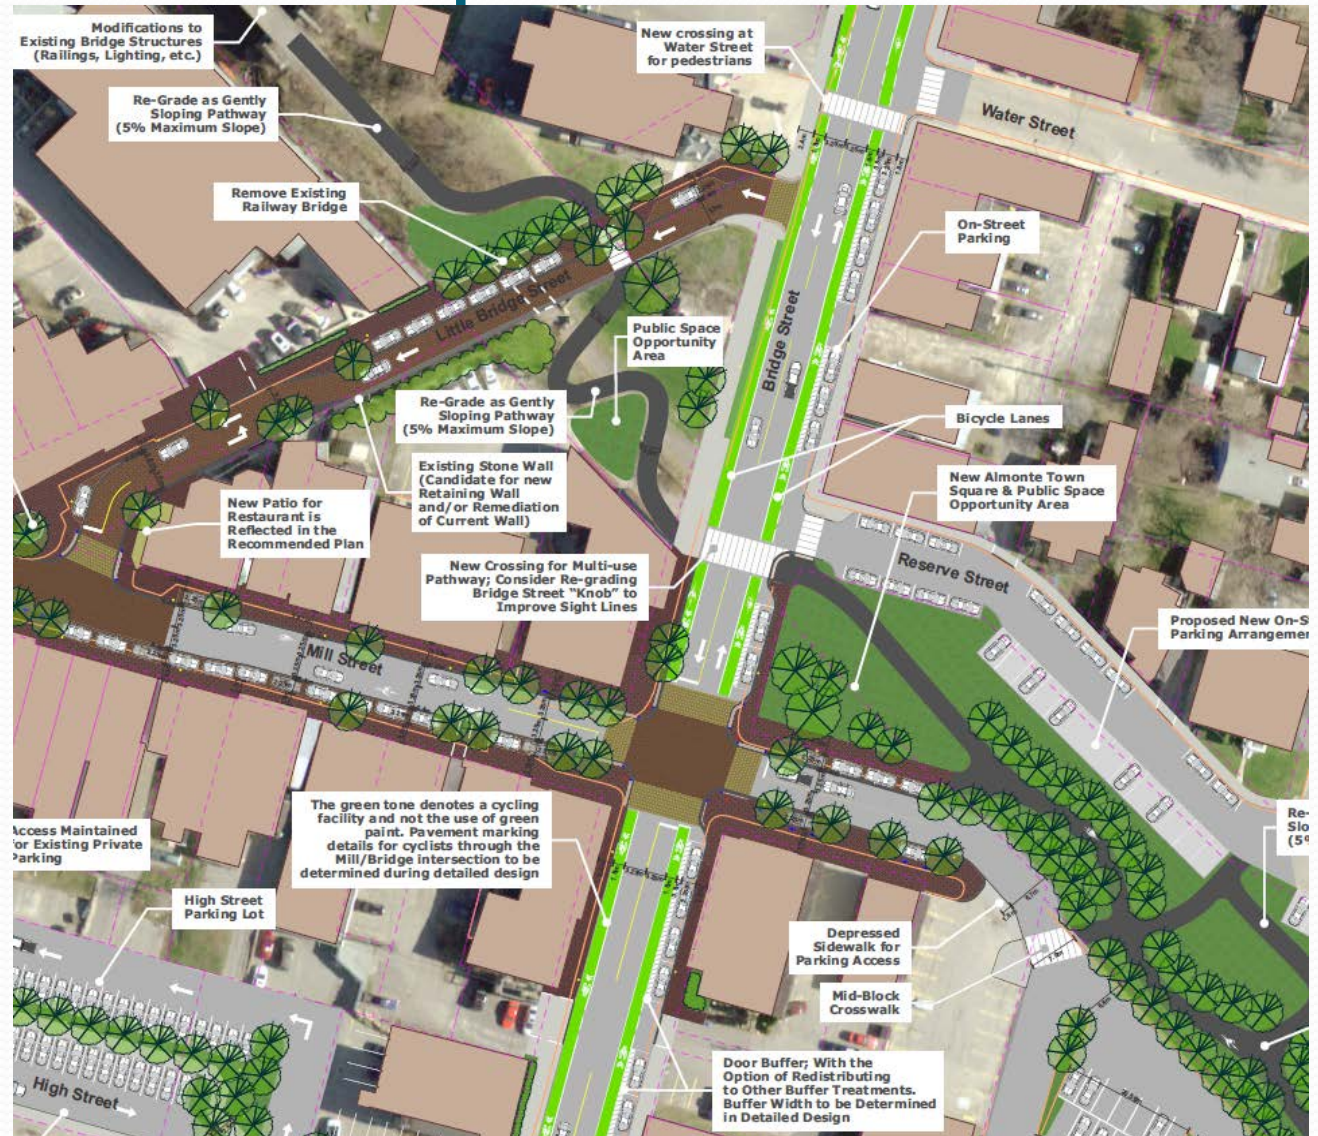 Modifications to
Existing Bridge Structures
(Railings, Lighting, etc.)
New crossing at
Water Street
for pedestrians
Re-Grade as Gently
Sloping Pathway
(5% Maximum Slope)
Water Street
Remove Existing
Railway Bridge
On-Street
Parking
Little Bridge Street
Public Space
Opportunity
Area
Bridge Street
Re-Grade as Gently
Sloping Pathway
(5% Maximum Slope)
Bicycle Lanes
Existing Stone Wall
(Candidate for new
Retaining Wall
and/or Remediation
of Current Wall)
New Almonte Town
Square & Public Space
Opportunity Area
New Patio for
Restaurant is
Reflected in the
Recommended Plan
New Crossing for Multi-use
Pathway; Consider Re-grading
Bridge Street "Knob" to
Improve Sight Lines
Reserve Street
Proposed New On-S
Parking Arrangemer
Mill Street
The green tone denotes a cycling
facility and not the use of green
paint. Pavement marking
details for cyclists through the
Mill/Bridge intersection to be
determined during detailed design
Access Maintained
for Existing Private
Parking
Re-
Slo
(5%
High Street
Parking Lot
Depressed
Sidewalk for
Parking Access
Mid-Block
Crosswalk
High Street
Door Buffer; With the
Option of Redistributing
to Other Buffer Treatments.
Buffer Width to be Determined
in Detailed Design